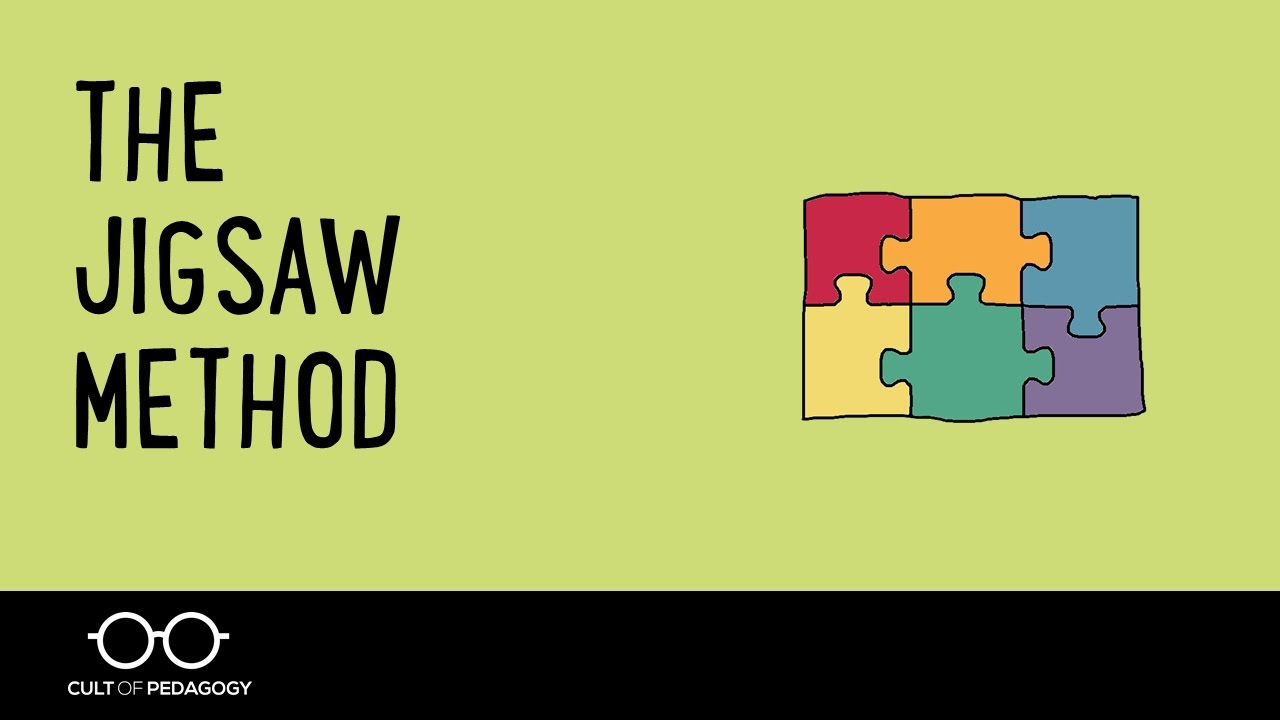 THE
JIGSAW
METHOD
CULT OF PEDAGOGY